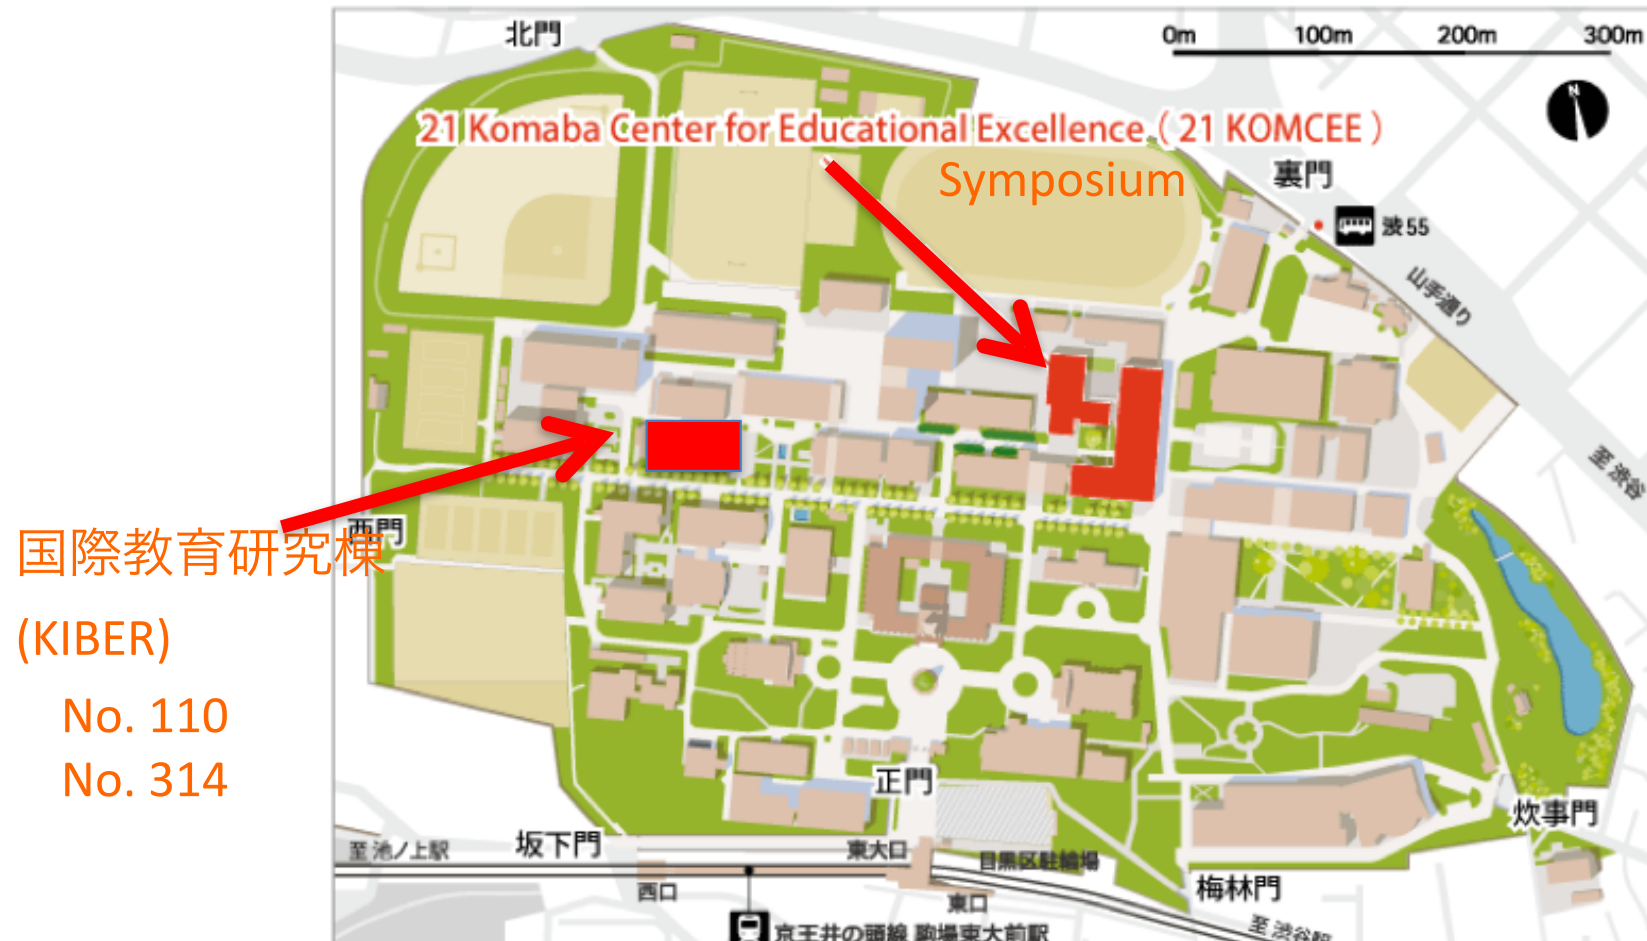 北門
0m 100m 200m 300m
N
21 Komaba Center for Educational Excellence ( 21 KOMCEE )
Symposium
裏門
渋55
山手通り
至 渋谷
西門
国際教育研究棟
(KIBER)
No. 110
No. 314
正門
炊事門
坂下門
至 池ノ上駅
東大口
目黒区駐輪場
梅林門
西口
東口
京王井の頭線 駒場東大前駅
至 渋谷駅